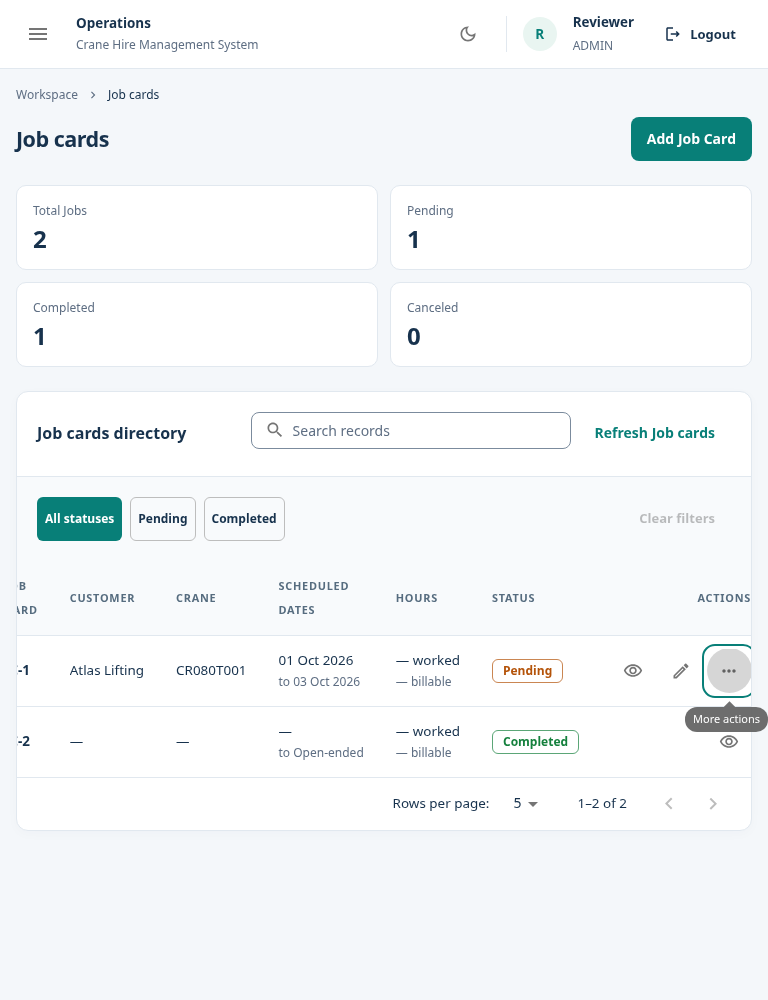 Operations
Crane Hire Management System
R
Reviewer
ADMIN
Logout
Workspace
Job cards
Job cards
Add Job Card
Total Jobs
2
Pending
1
Completed
1
Canceled
0
Job cards directory
Search records
Refresh Job cards
All statuses
Pending
Completed
Clear filters
CUSTOMER
CRANE
SCHEDULED
DATES
HOURS
STATUS
ACTIONS
-1
Atlas Lifting
CR080T001
01 Oct 2026
to 03 Oct 2026
— worked
— billable
Pending
More actions
-2
—
—
—
to Open-ended
— worked
— billable
Completed
Rows per page:
5
1–2 of 2